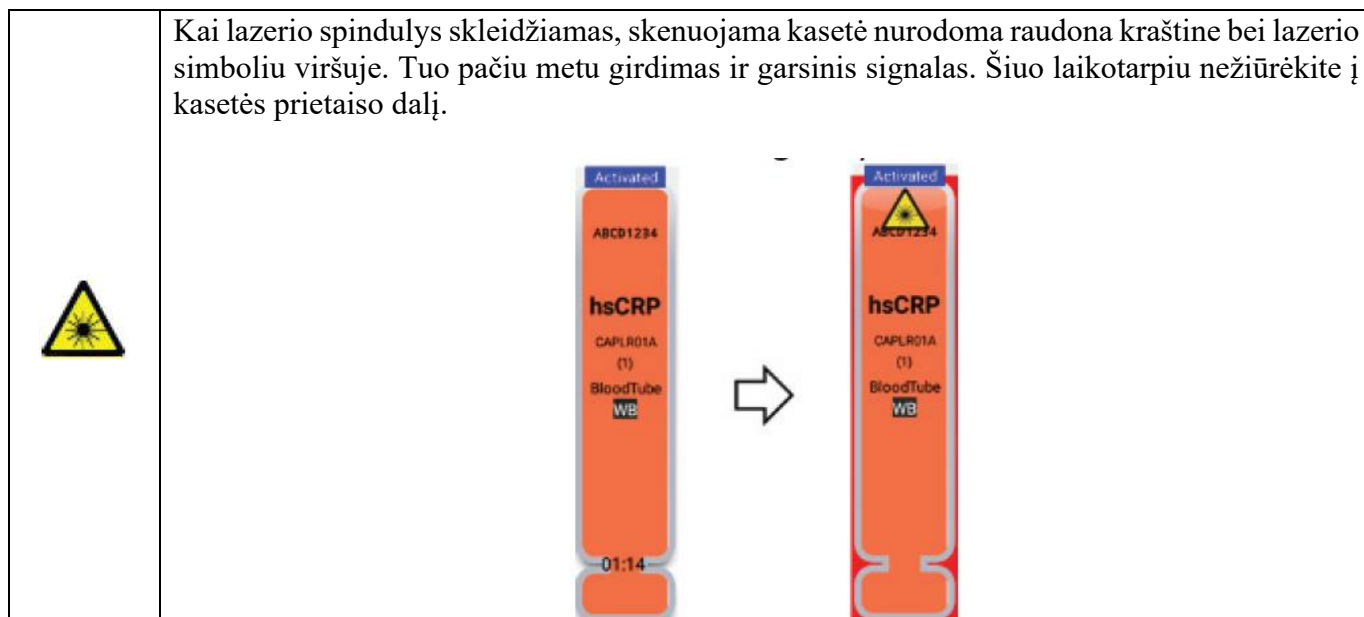 Kai lazerio spindulys skleidžiamas, skenuojama kasetė nurodoma raudona kraštine bei lazerio
simboliu viršuje. Tuo pačiu metu girdimas ir garsinis signalas. Šiuo laikotarpiu nežiūrėkite į
kasetės prietaiso dalį.
Activated
ABCD1234
hsCRP
CAPLR01A
(1)
BloodTube
WB
01:14
Activated
ABCD1234
hsCRP
CAPLR01A
(1)
BloodTube
WB